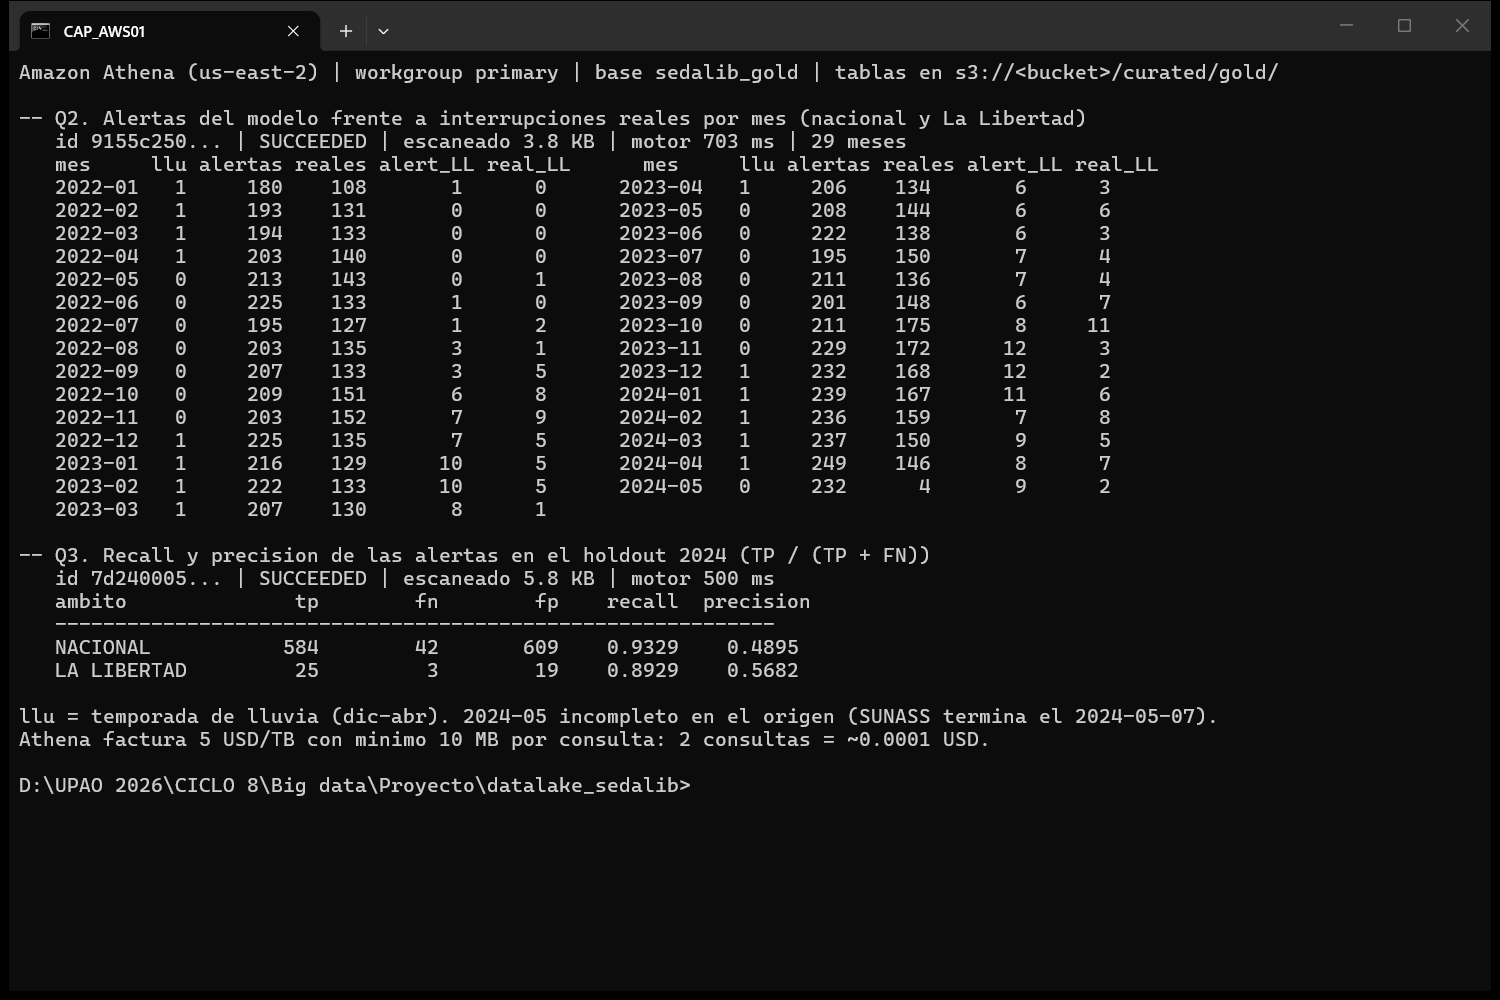 CAP_AWS01
Amazon Athena (us-east-2) | workgroup primary | base sedalib_gold | tablas en s3://<bucket>/curated/gold/
-- Q2. Alertas del modelo frente a interrupciones reales por mes (nacional y La Libertad)
id 9155c250... | SUCCEEDED | escaneado 3.8 KB | motor 703 ms | 29 meses
mes llu alertas reales alert_LL real_LL mes llu alertas reales alert_LL real_LL
2022-01 1 180 108 1 0 2023-04 1 206 134 6 3
2022-02 1 193 131 0 0 2023-05 0 208 144 6 6
2022-03 1 194 133 0 0 2023-06 0 222 138 6 3
2022-04 1 203 140 0 0 2023-07 0 195 150 7 4
2022-05 0 213 143 0 1 2023-08 0 211 136 7 4
2022-06 0 225 133 1 0 2023-09 0 201 148 6 7
2022-07 0 195 127 1 2 2023-10 0 211 175 8 11
2022-08 0 203 135 3 1 2023-11 0 229 172 12 3
2022-09 0 207 133 3 5 2023-12 1 232 168 12 2
2022-10 0 209 151 6 8 2024-01 1 239 167 11 6
2022-11 0 203 152 7 9 2024-02 1 236 159 7 8
2022-12 1 225 135 7 5 2024-03 1 237 150 9 5
2023-01 1 216 129 10 5 2024-04 1 249 146 8 7
2023-02 1 222 133 10 5 2024-05 0 232 4 9 2
2023-03 1 207 130 8 1
-- Q3. Recall y precision de las alertas en el holdout 2024 (TP / (TP + FN))
id 7d240005... | SUCCEEDED | escaneado 5.8 KB | motor 500 ms
ambito tp fn fp recall precision
------------------------------------------------------------
NACIONAL 584 42 609 0.9329 0.4895
LA LIBERTAD 25 3 19 0.8929 0.5682
llu = temporada de lluvia (dic-abr). 2024-05 incompleto en el origen (SUNASS termina el 2024-05-07).
Athena factura 5 USD/TB con minimo 10 MB por consulta: 2 consultas = ~0.0001 USD.
D:\UPAO 2026\CICLO 8\Big data\Proyecto\datalake_sedalib>